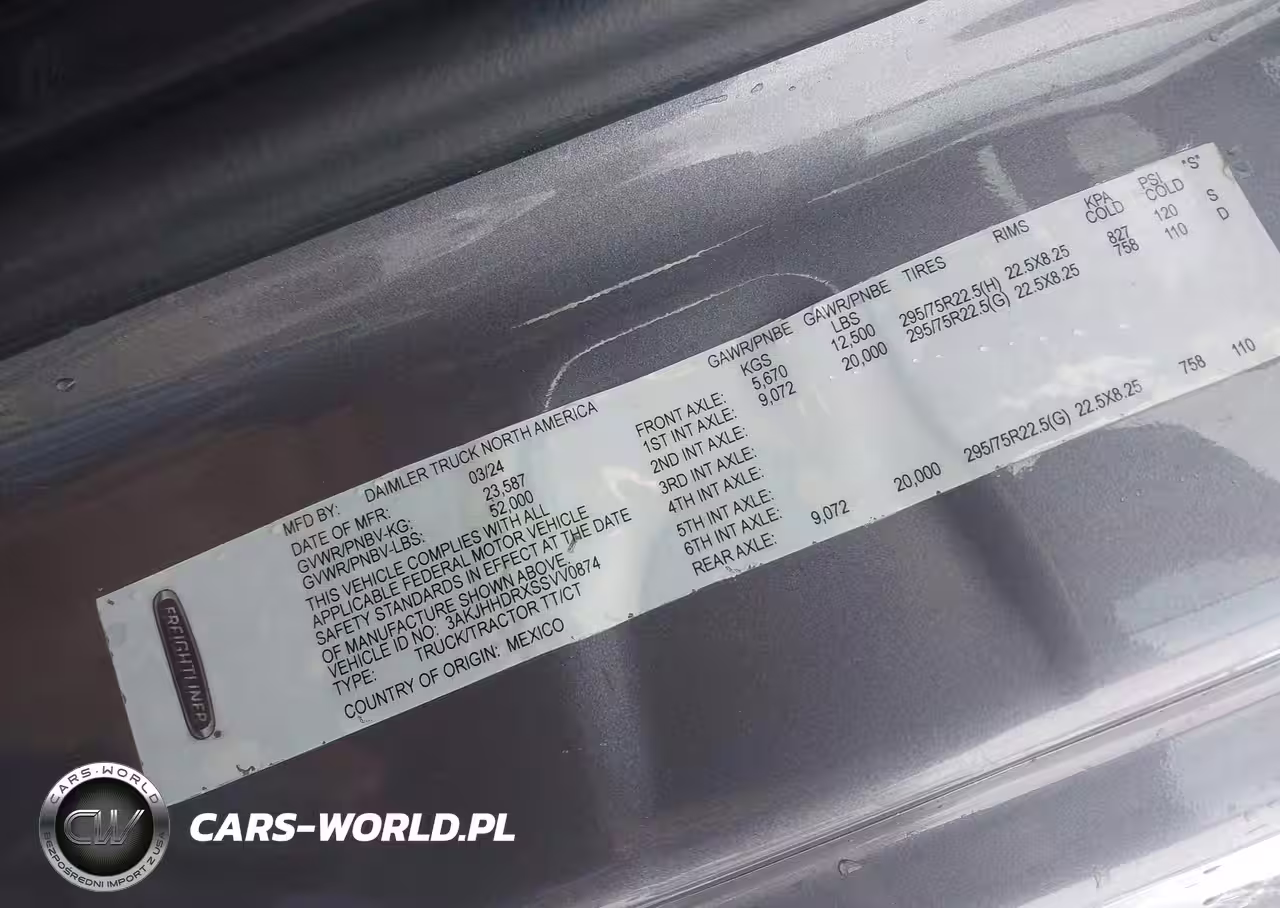 FREIGHTLINER
MFD BY: DAIMLER TRUCK NORTH AMERICA
DATE OF MFR: 03/24
GVWR/PNBV-KG: 23,587
GVWR/PNBV-LBS: 52,000
THIS VEHICLE COMPLIES WITH ALL
APPLICABLE FEDERAL MOTOR VEHICLE
SAFETY STANDARDS IN EFFECT AT THE DATE
OF MANUFACTURE SHOWN ABOVE.
VEHICLE ID NO: 3AKJHHDRXSSVV0874
TYPE: TRUCK/TRACTOR TT/CT
COUNTRY OF ORIGIN: MEXICO
GAWR/PNBE GAWR/PNBE TIRES RIMS KPA PSI "S"
KGS LBS COLD COLD
FRONT AXLE: 5,670 12,500 295/75R22.5(H) 22.5X8.25 827 120 S
1ST INT AXLE: 9,072 20,000 295/75R22.5(G) 22.5X8.25 758 110 D
2ND INT AXLE:
3RD INT AXLE:
4TH INT AXLE:
5TH INT AXLE:
6TH INT AXLE:
REAR AXLE: 9,072 20,000 295/75R22.5(G) 22.5X8.25 758 110
CARS-WORLD
CW
BEZPOŚREDNI IMPORT Z USA
CARS-WORLD.PL